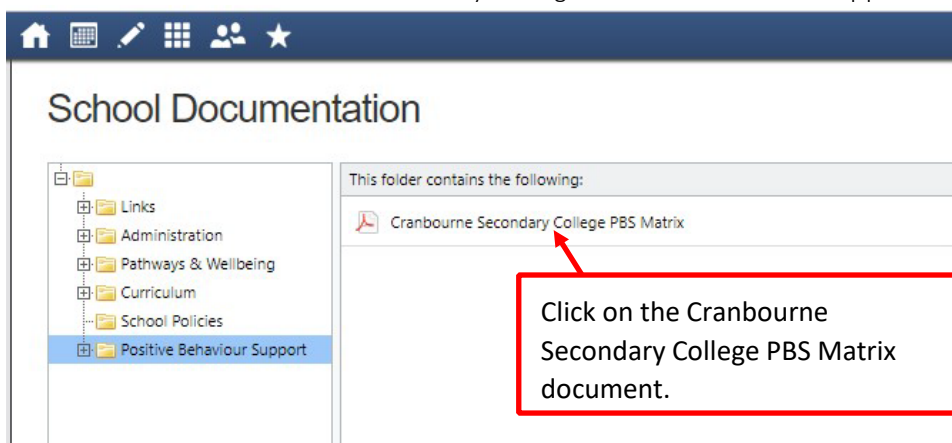 School Documentation
This folder contains the following:
Links
Administration
Pathways & Wellbeing
Curriculum
School Policies
Positive Behaviour Support
Cranbourne Secondary College PBS Matrix
Click on the Cranbourne
Secondary College PBS Matrix
document.